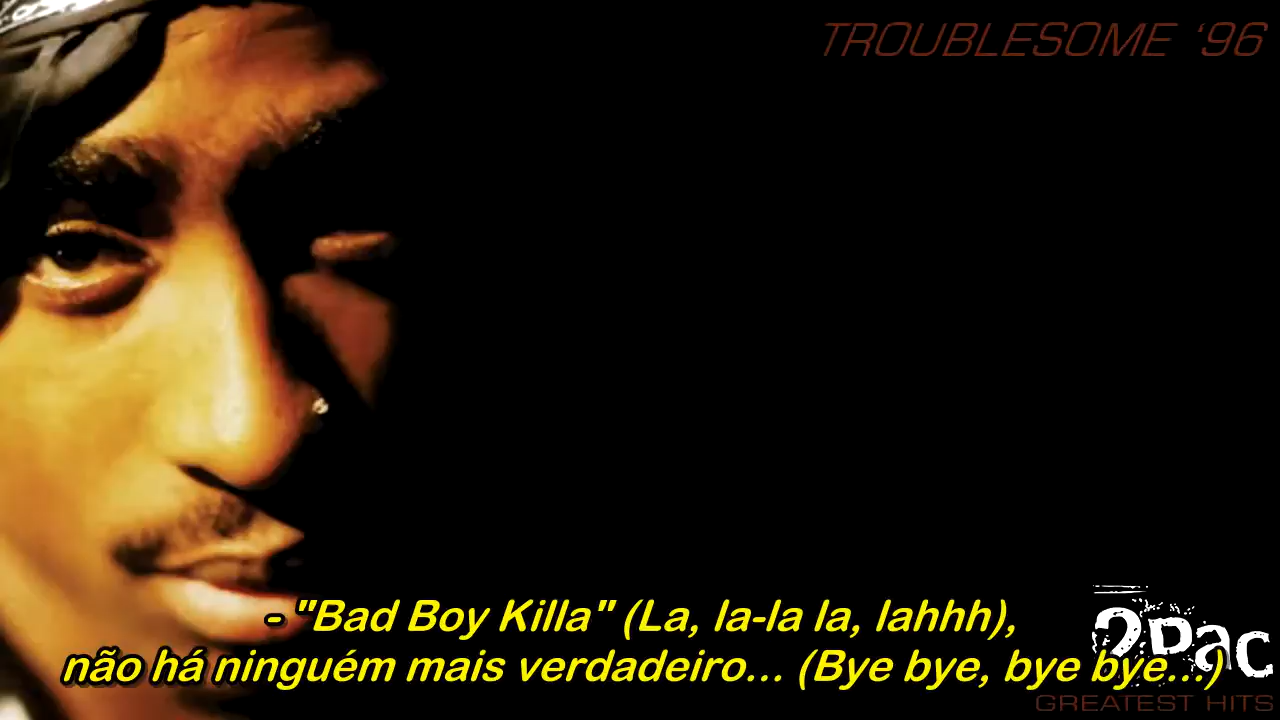 TROUBLESOME ‘96
- "Bad Boy Killa" (La, la-la la, lahhh),
não há ninguém mais verdadeiro... (Bye bye, bye bye...)
2PAC
GREATEST HITS